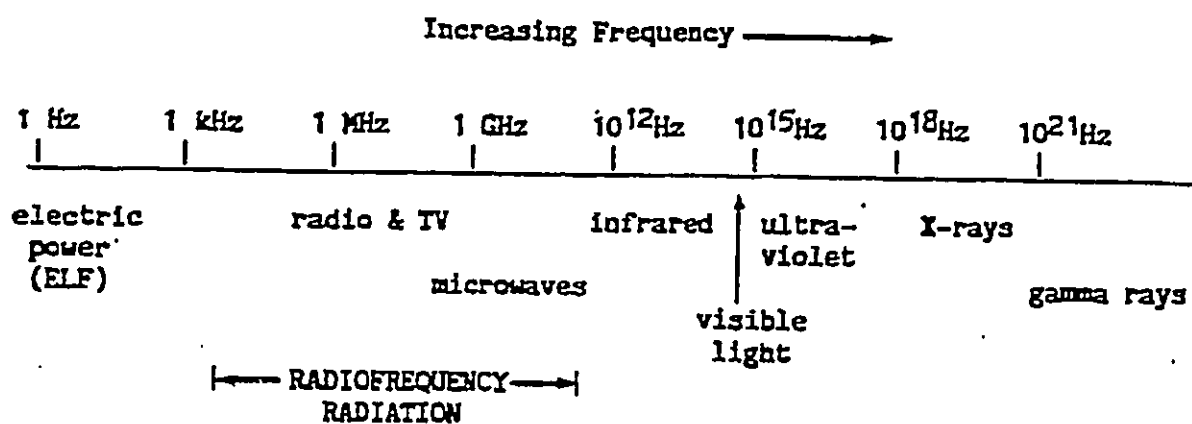 Increasing Frequency
1 Hz 1 kHz 1 MHz 1 GHz 10¹²Hz 10¹⁵Hz 10¹⁸Hz 10²¹Hz
electric power (ELF)
radio & TV
microwaves
infrared
visible light
ultra-violet
X-rays
gamma rays
RADIOFREQUENCY
RADIATION